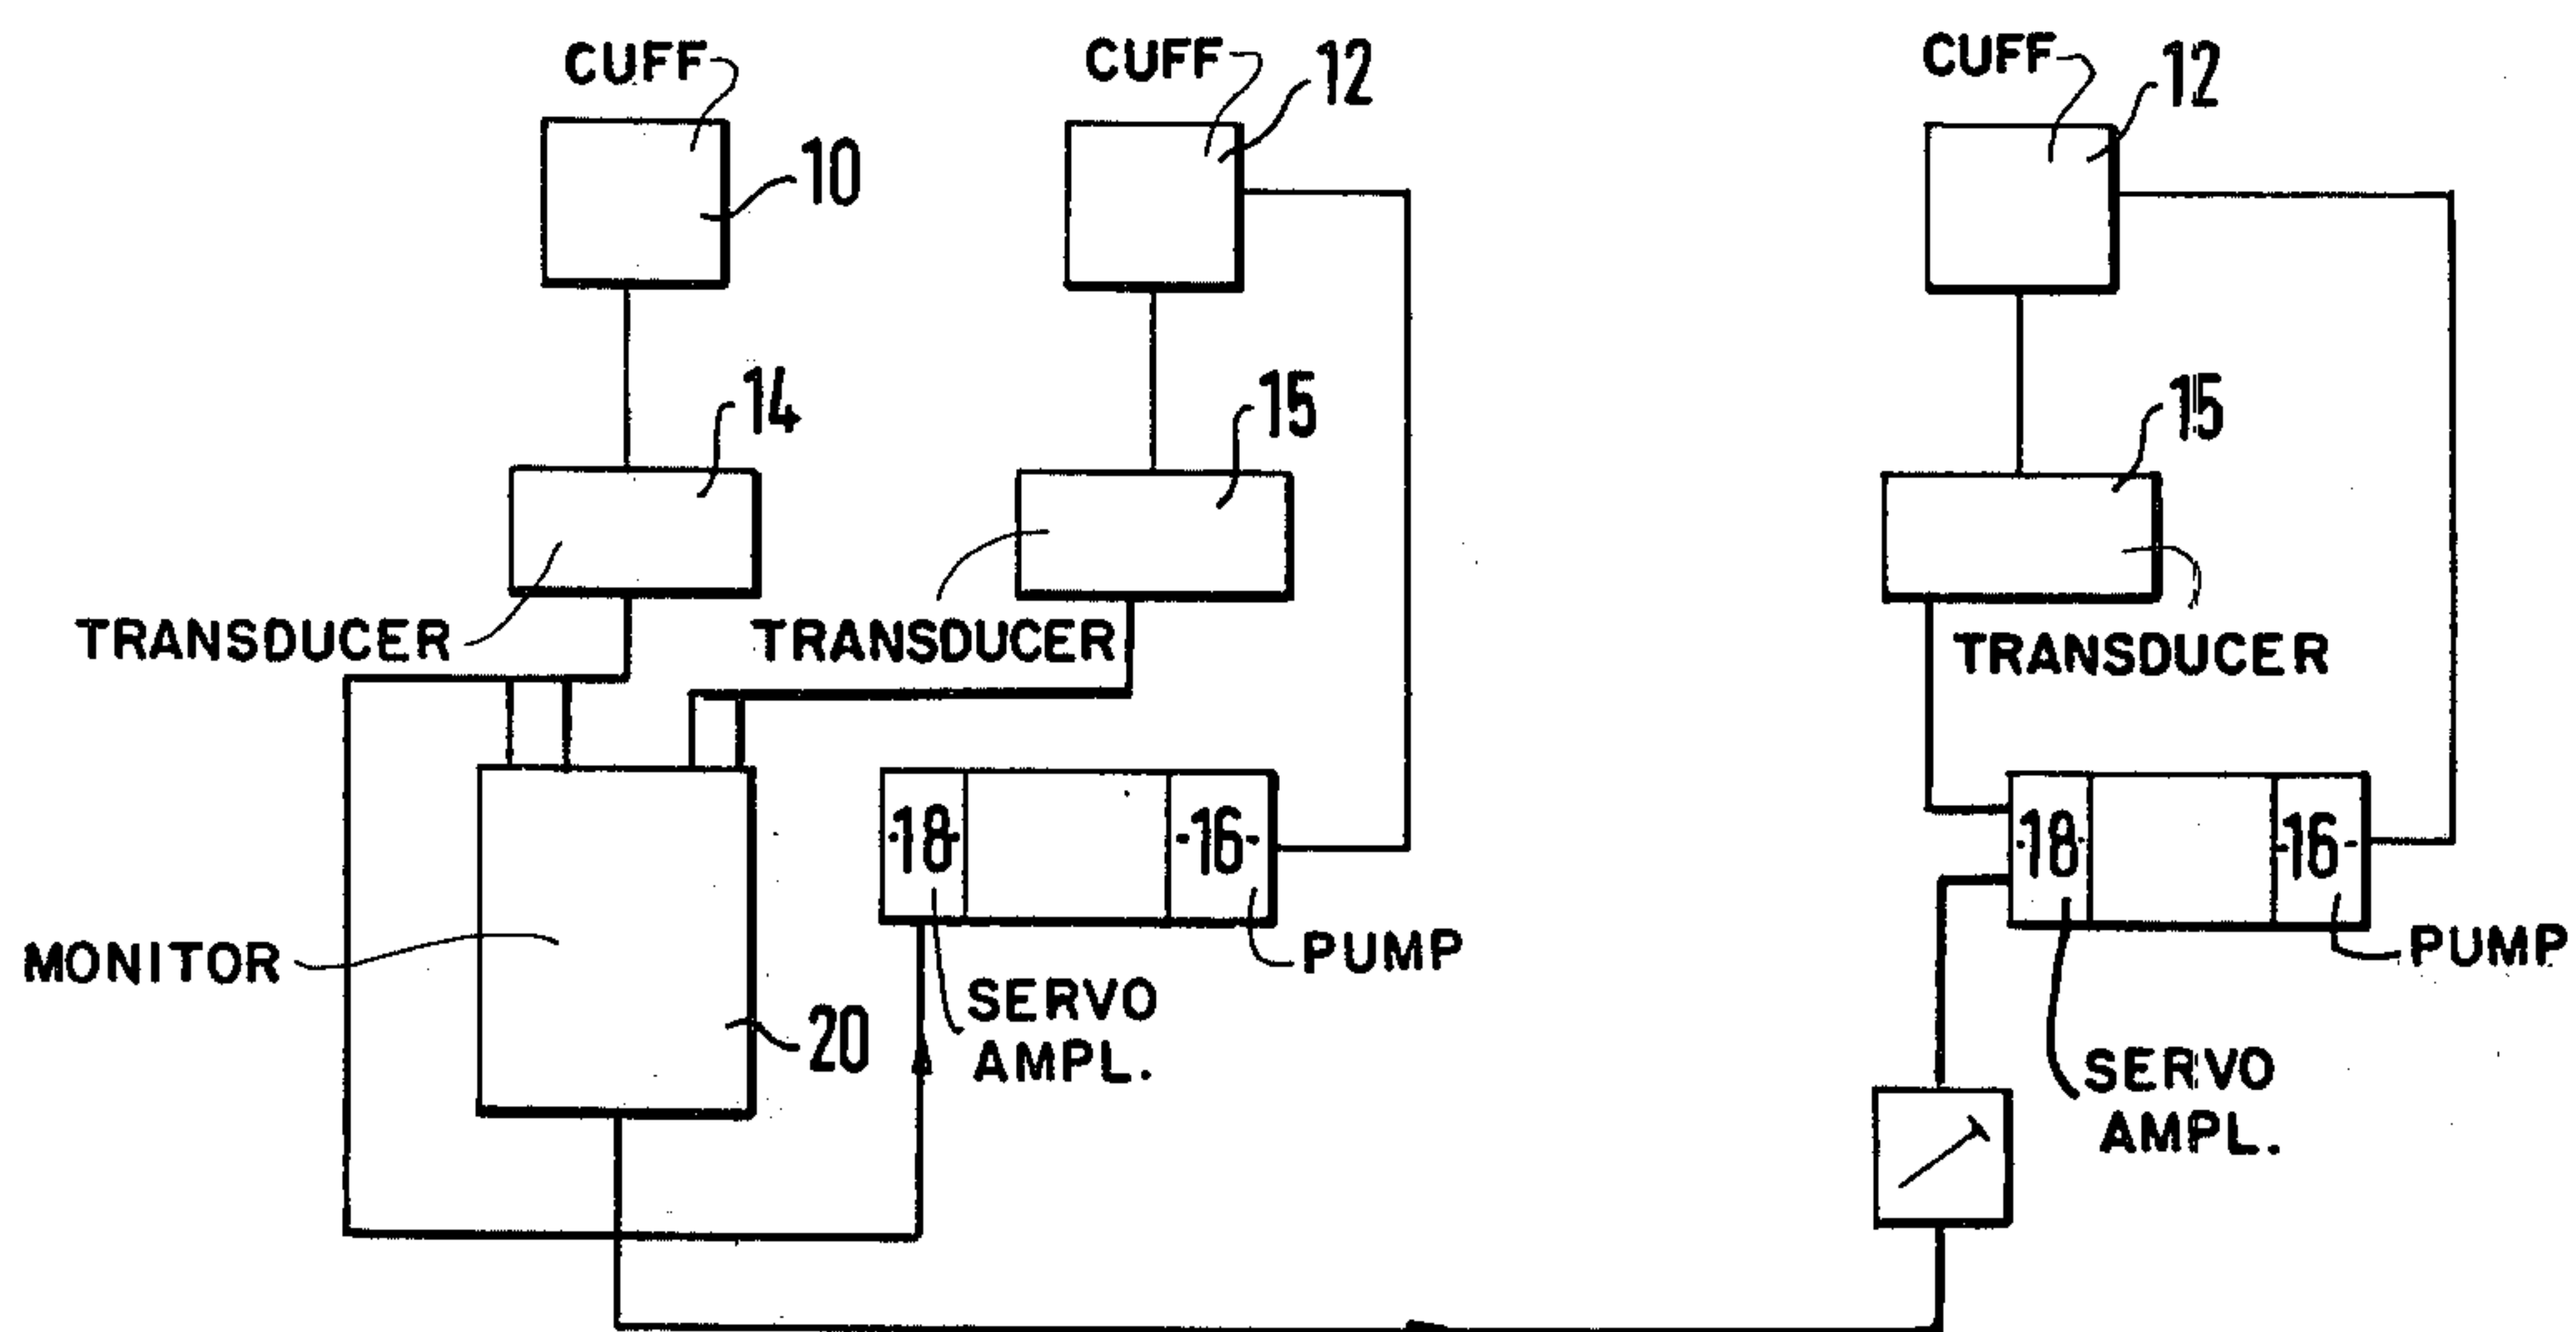 CUFF
CUFF
12
CUFF
12
10
14
15
15
TRANSDUCER
TRANSDUCER
TRANSDUCER
-18-
-16-
-18-
-16-
MONITOR
PUMP
PUMP
SERVO
AMPL.
20
SERVO
AMPL.